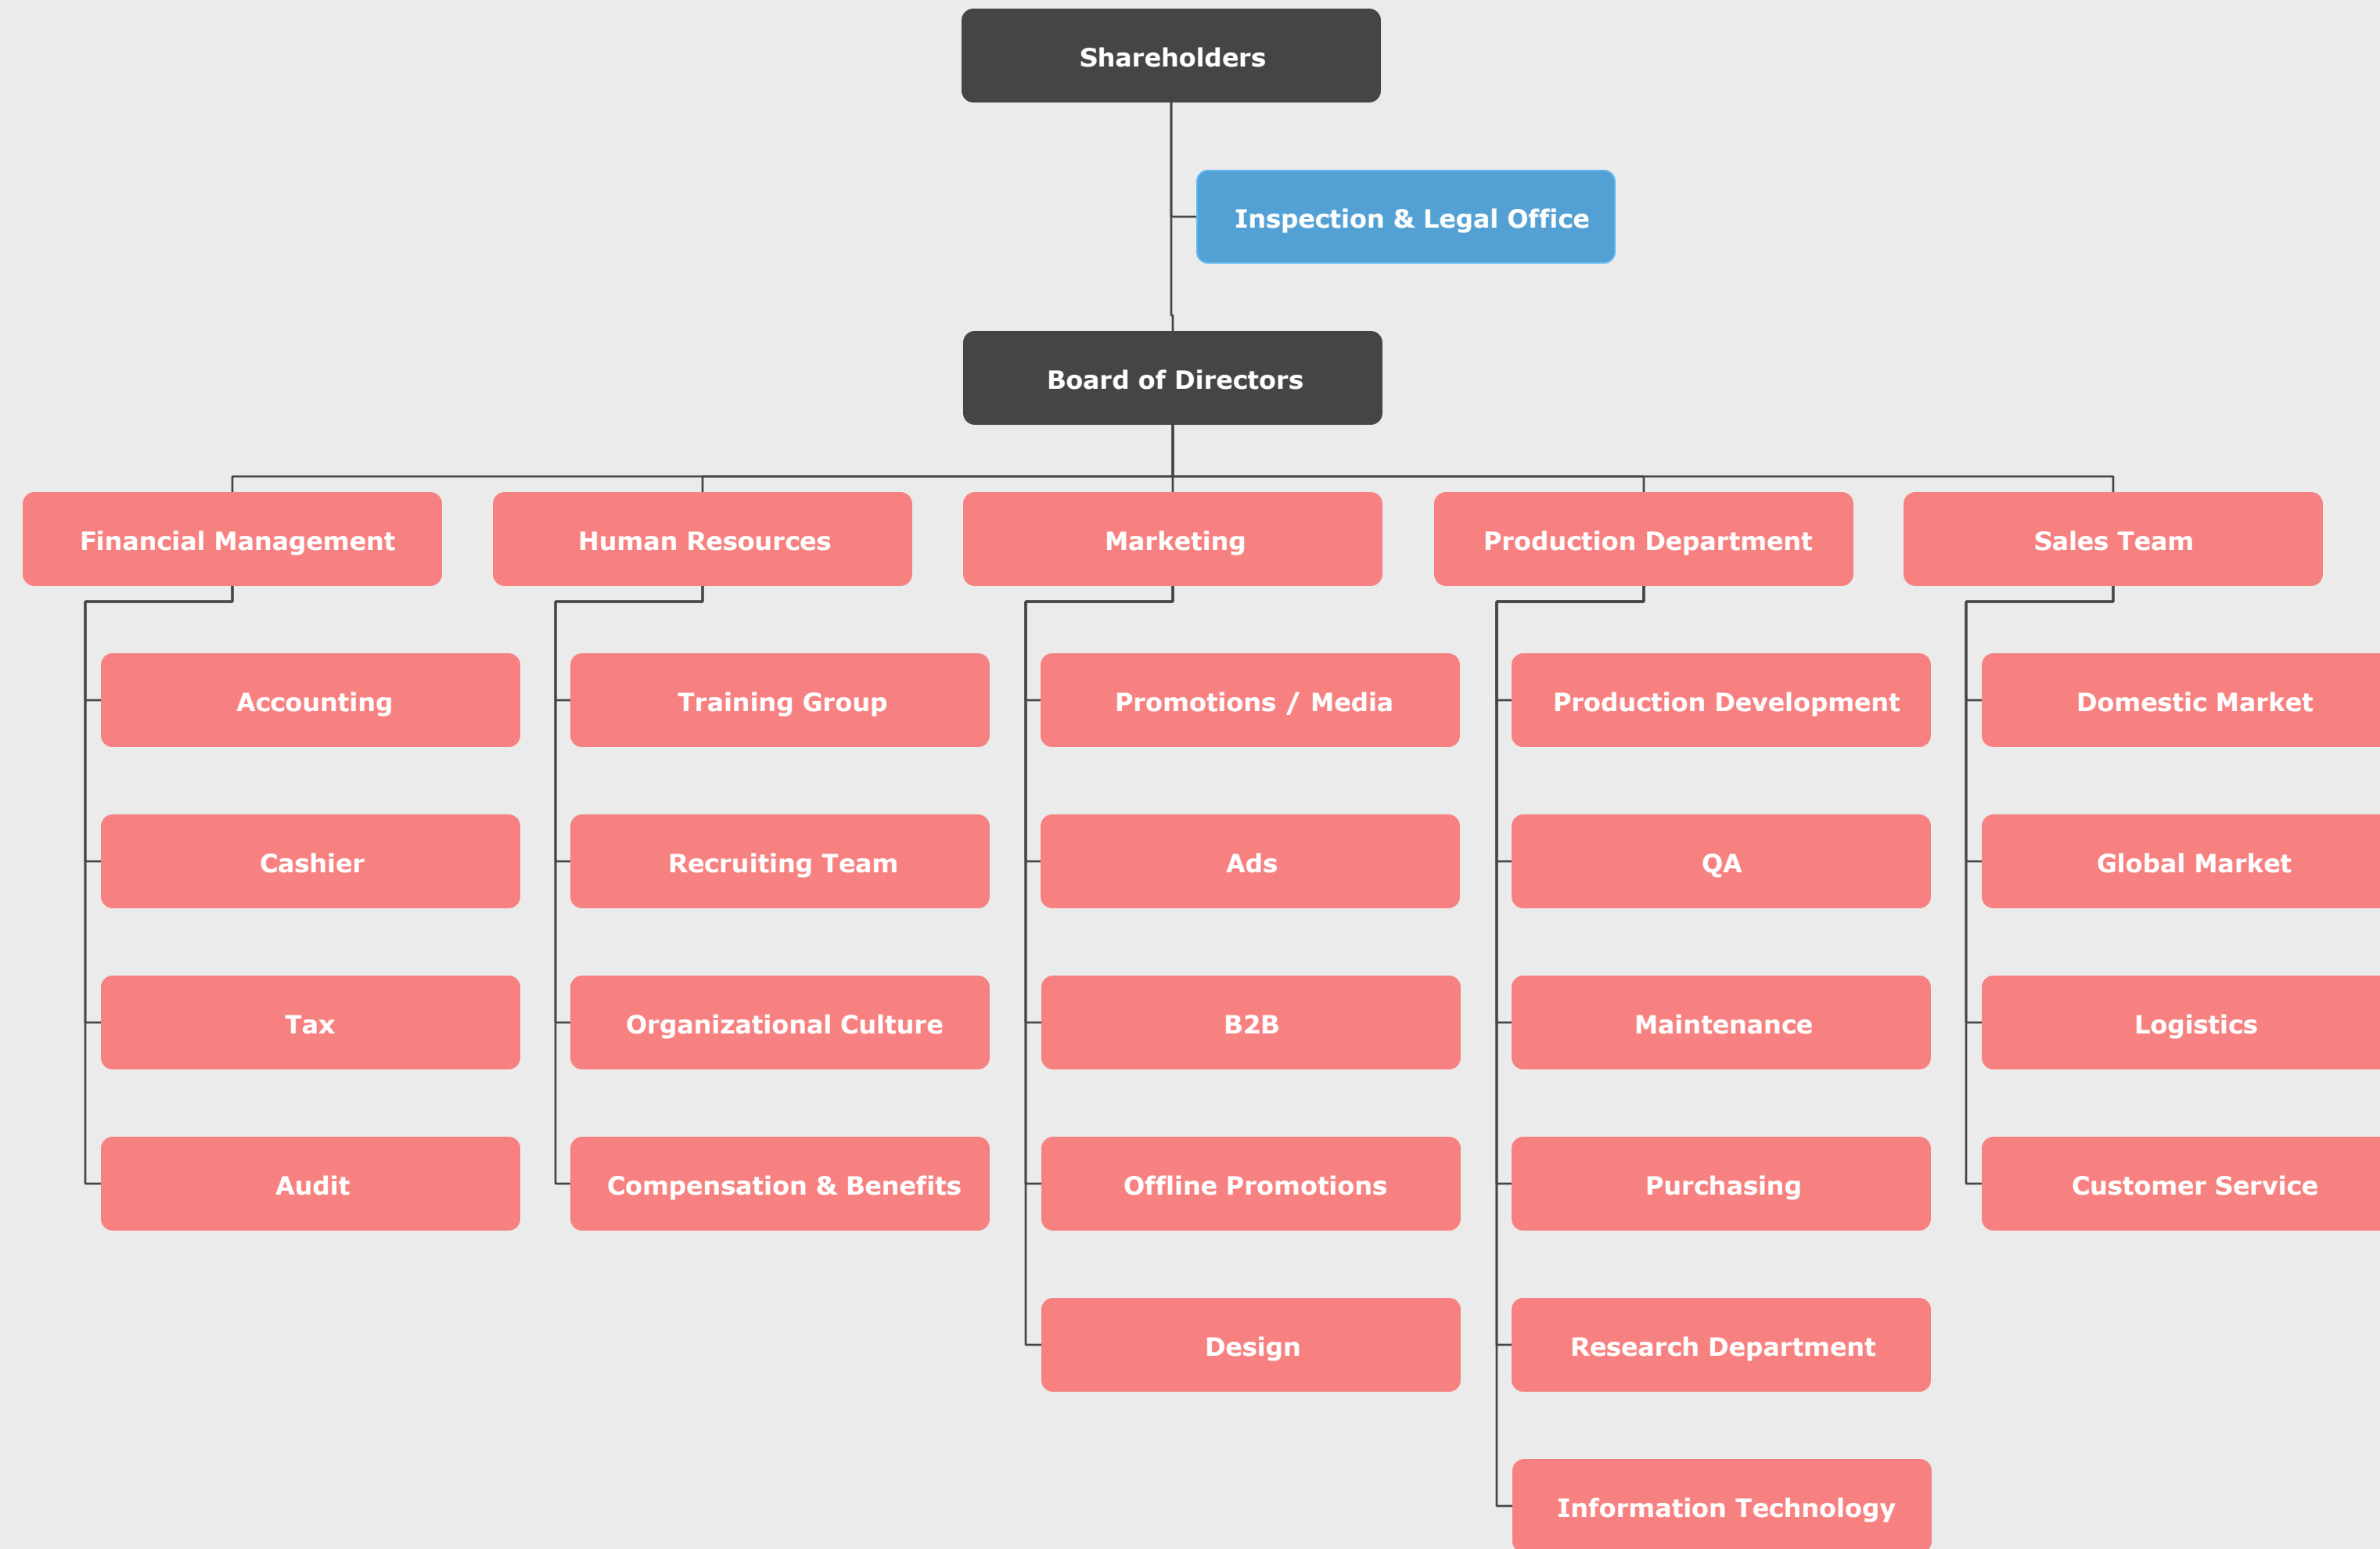 Shareholders
Inspection & Legal Office
Board of Directors
Financial Management
Human Resources
Marketing
Production Department
Sales Team
Accounting
Training Group
Promotions / Media
Production Development
Domestic Market
Cashier
Recruiting Team
Ads
QA
Global Market
Tax
Organizational Culture
B2B
Maintenance
Logistics
Audit
Compensation & Benefits
Offline Promotions
Purchasing
Customer Service
Design
Research Department
Information Technology